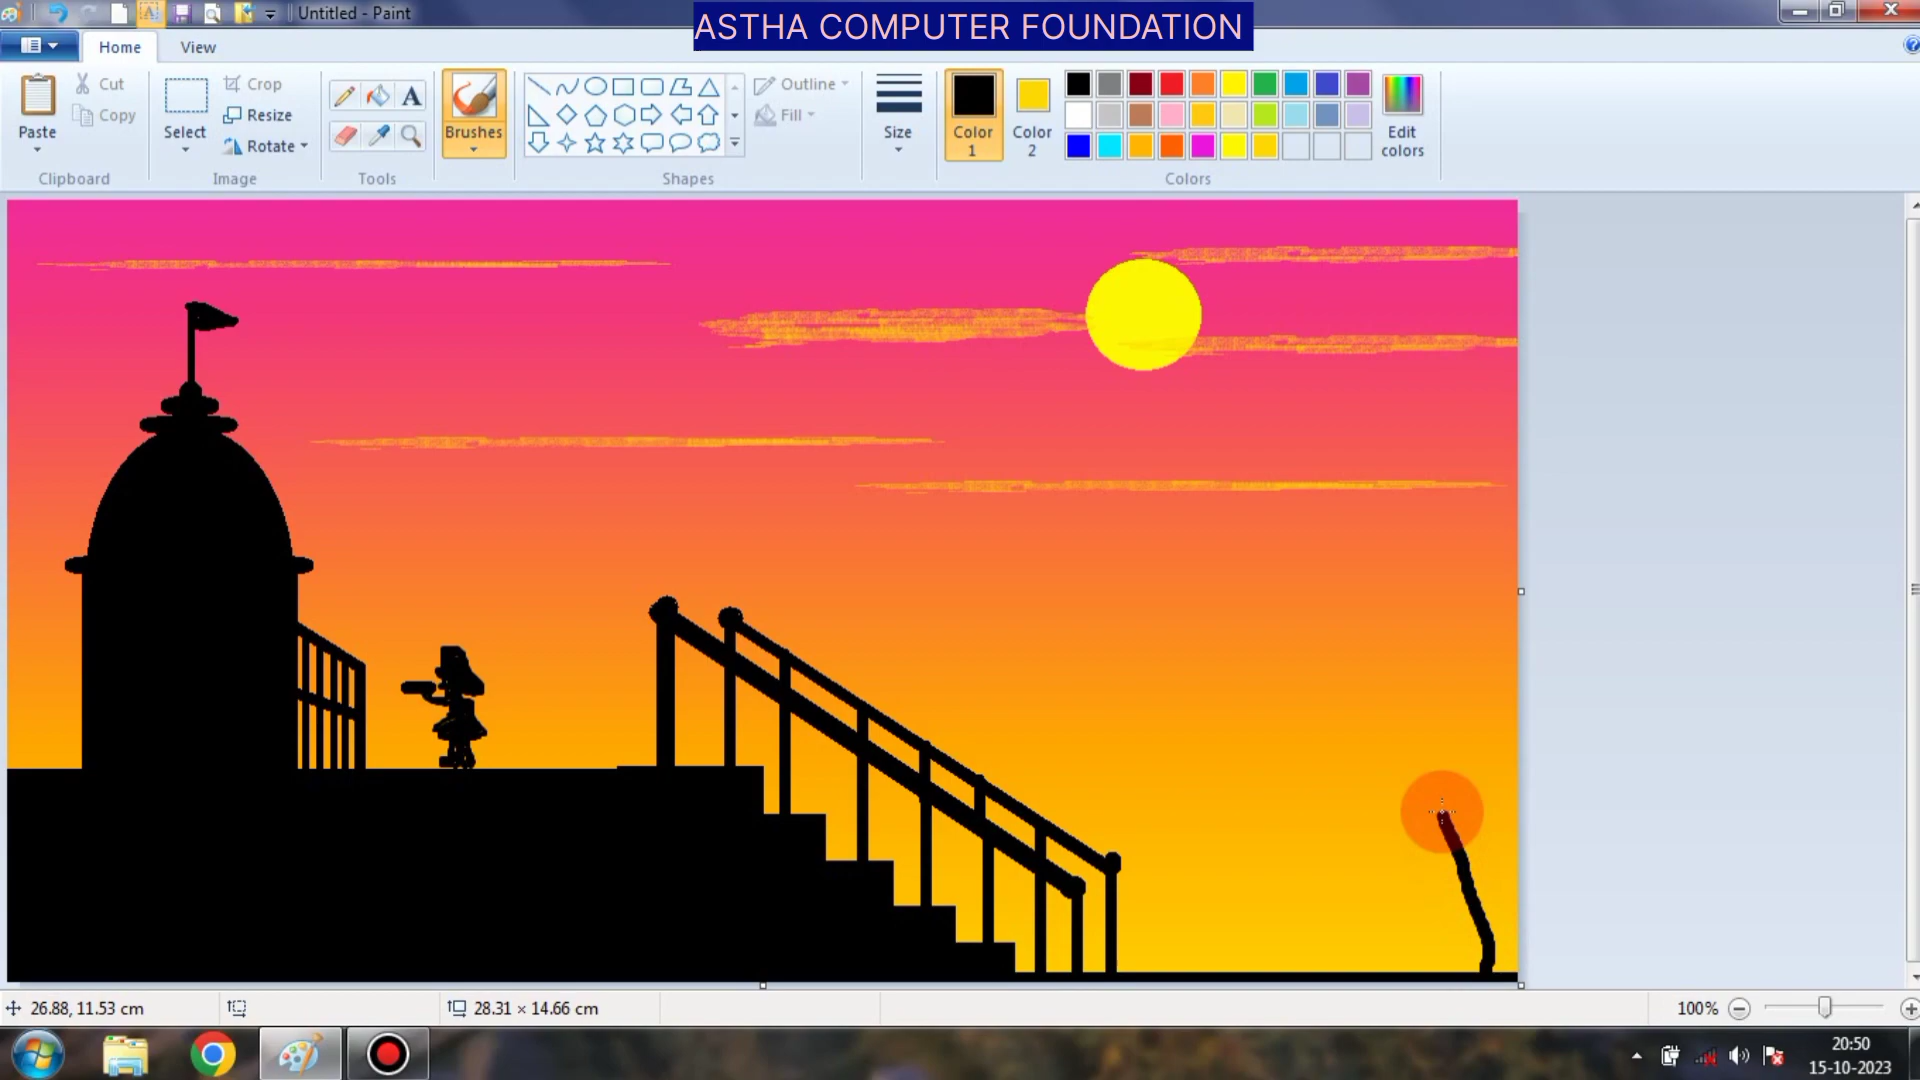 Untitled - Paint
ASTHA COMPUTER FOUNDATION
Home View
Cut Crop Outline
Copy Resize Fill
Paste Select Rotate Brushes Size Color 1 Color 2 Edit colors
Clipboard Image Tools Shapes Colors
26.88, 11.53 cm 28.31 × 14.66 cm 100%
20:50
15-10-2023